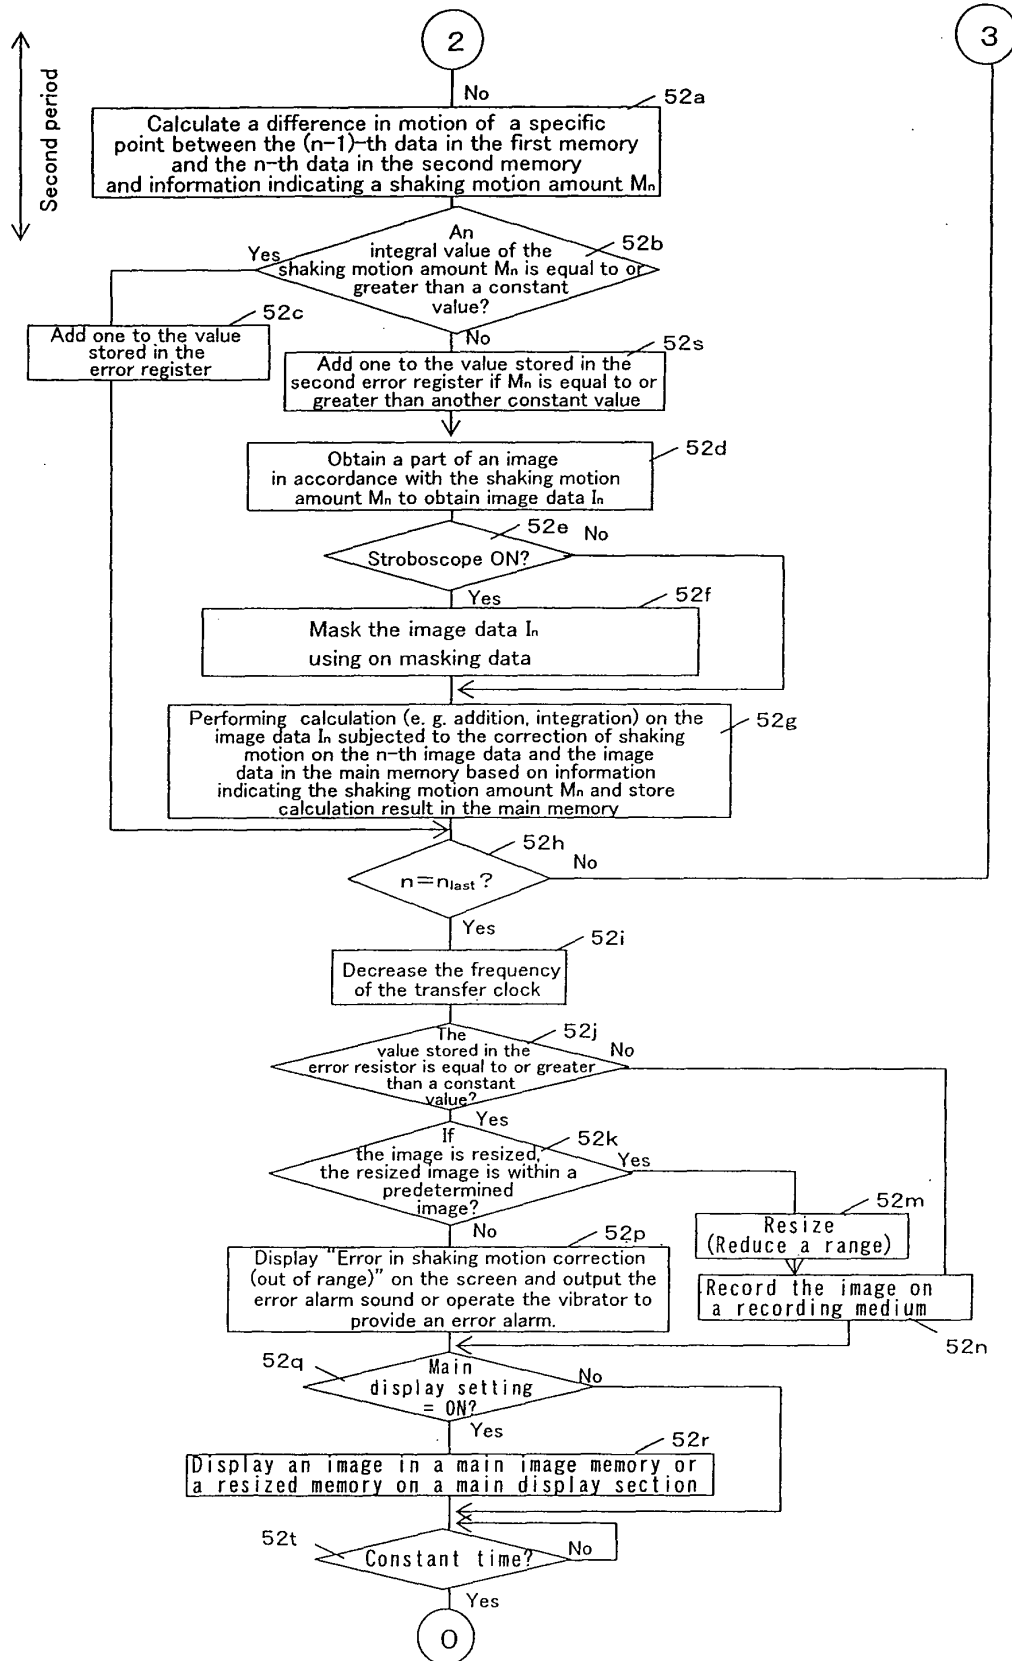 2
3
Second period
No
52a
Calculate a difference in motion of a specific
point between the (n-1)-th data in the first memory
and the n-th data in the second memory
and information indicating a shaking motion amount Mn
Yes
52b
An
integral value of the
shaking motion amount Mn is equal to or
greater than a constant
value?
52c
Add one to the value
stored in the
error register
No
52s
Add one to the value stored in the
second error register if Mn is equal to or
greater than another constant value
52d
Obtain a part of an image
in accordance with the shaking motion
amount Mn to obtain image data In
52e
No
Stroboscope ON?
Yes
52f
Mask the image data In
using on masking data
52g
Performing calculation (e. g. addition, integration) on the
image data In subjected to the correction of shaking
motion on the n-th image data and the image
data in the main memory based on information
indicating the shaking motion amount Mn and store
calculation result in the main memory
52h
No
n=nlast?
Yes
52i
Decrease the frequency
of the transfer clock
52j
No
The
value stored in the
error resistor is equal to or greater
than a constant
value?
Yes
52k
Yes
If
the image is resized,
the resized image is within a
predetermined
image?
No
52m
Resize
(Reduce a range)
52p
Display "Error in shaking motion correction
(out of range)" on the screen and output the
error alarm sound or operate the vibrator to
provide an error alarm.
Record the image on
a recording medium
52n
52q
No
Main
display setting
= ON?
Yes
52r
Display an image in a main image memory or
a resized memory on a main display section
52t
Constant time?
No
Yes
0